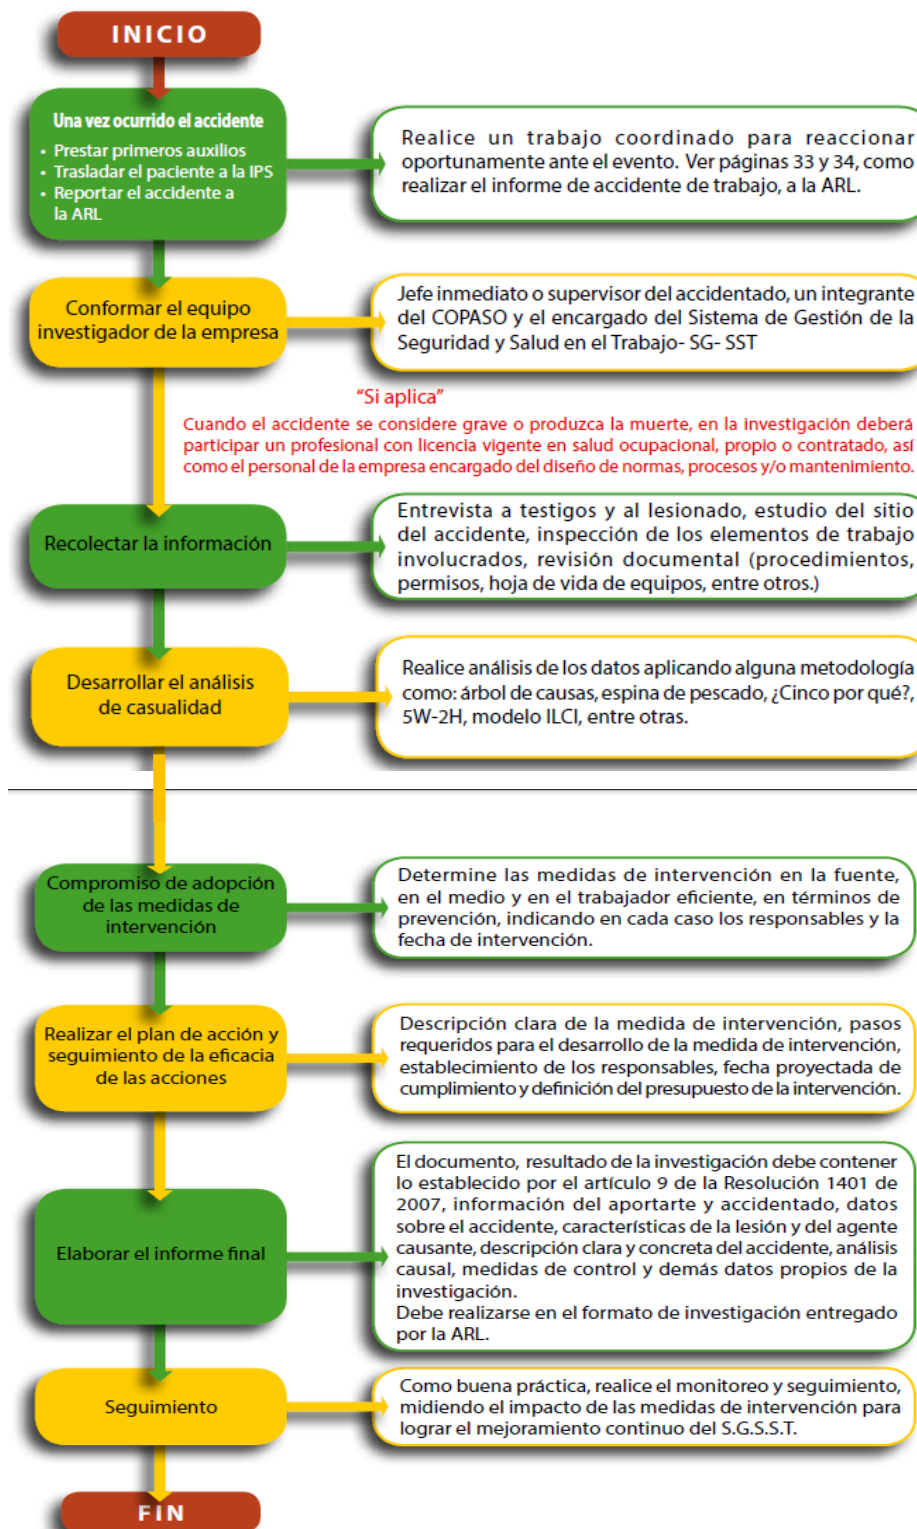 INICIO
Una vez ocurrido el accidente
• Prestar primeros auxilios
• Trasladar el paciente a la IPS
• Reportar el accidente a
la ARL
Realice un trabajo coordinado para reaccionar
oportunamente ante el evento. Ver páginas 33 y 34, como
realizar el informe de accidente de trabajo, a la ARL.
Conformar el equipo
investigador de la empresa
Jefe inmediato o supervisor del accidentado, un integrante
del COPASO y el encargado del Sistema de Gestión de la
Seguridad y Salud en el Trabajo- SG- SST
“Si aplica”
Cuando el accidente se considere grave o produzca la muerte, en la investigación deberá
participar un profesional con licencia vigente en salud ocupacional, propio o contratado, así
como el personal de la empresa encargado del diseño de normas, procesos y/o mantenimiento.
Recolectar la información
Entrevista a testigos y al lesionado, estudio del sitio
del accidente, inspección de los elementos de trabajo
involucrados, revisión documental (procedimientos,
permisos, hoja de vida de equipos, entre otros.)
Desarrollar el análisis
de casualidad
Realice análisis de los datos aplicando alguna metodología
como: árbol de causas, espina de pescado, ¿Cinco por qué?,
5W-2H, modelo ILCI, entre otras.
Compromiso de adopción
de las medidas de
intervención
Determine las medidas de intervención en la fuente,
en el medio y en el trabajador eficiente, en términos de
prevención, indicando en cada caso los responsables y la
fecha de intervención.
Realizar el plan de acción y
seguimiento de la eficacia
de las acciones
Descripción clara de la medida de intervención, pasos
requeridos para el desarrollo de la medida de intervención,
establecimiento de los responsables, fecha proyectada de
cumplimiento y definición del presupuesto de la intervención.
Elaborar el informe final
El documento, resultado de la investigación debe contener
lo establecido por el artículo 9 de la Resolución 1401 de
2007, información del aportarte y accidentado, datos
sobre el accidente, características de la lesión y del agente
causante, descripción clara y concreta del accidente, análisis
causal, medidas de control y demás datos propios de la
investigación.
Debe realizarse en el formato de investigación entregado
por la ARL.
Seguimiento
Como buena práctica, realice el monitoreo y seguimiento,
midiendo el impacto de las medidas de intervención para
lograr el mejoramiento continuo del S.G.S.S.T.
FIN